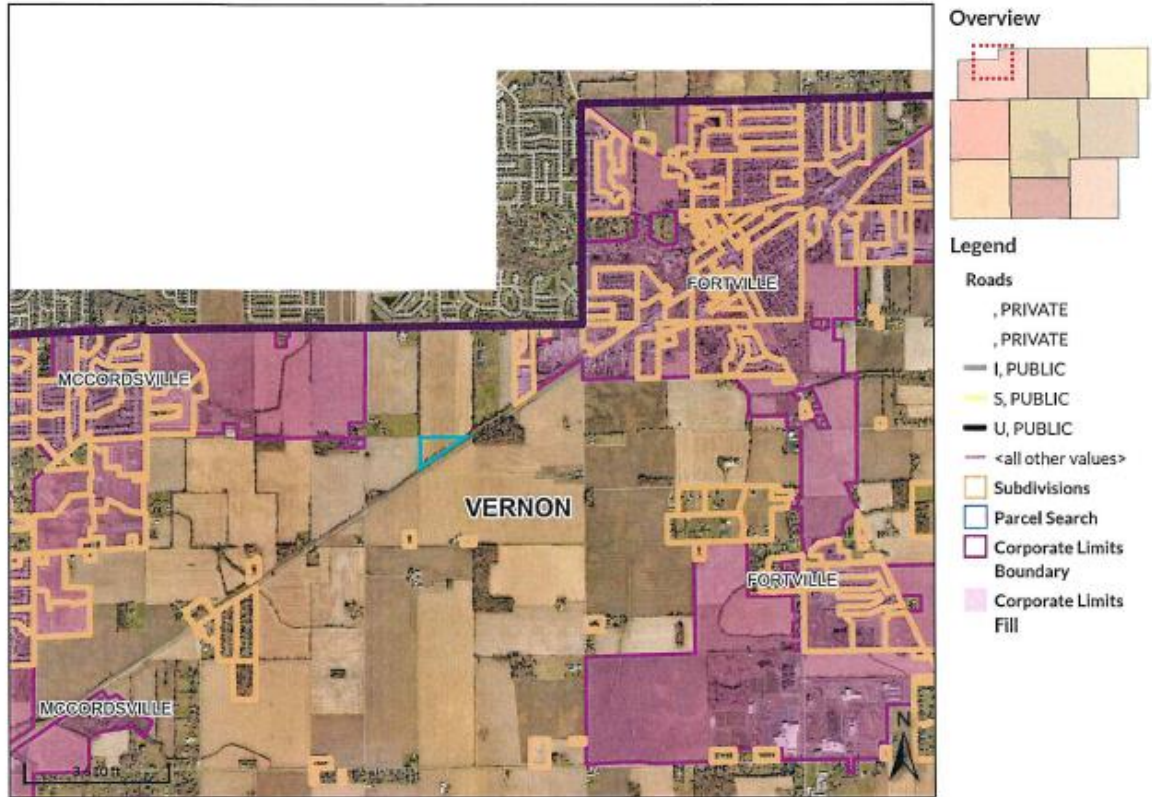 Overview
Legend
Roads
, PRIVATE
, PRIVATE
I, PUBLIC
S, PUBLIC
U, PUBLIC
<all other values>
Subdivisions
Parcel Search
Corporate Limits
Boundary
Corporate Limits
Fill
FORTVILLE
MCCORDSVILLE
VERNON
FORTVILLE
MCCORDSVILLE
N
ft